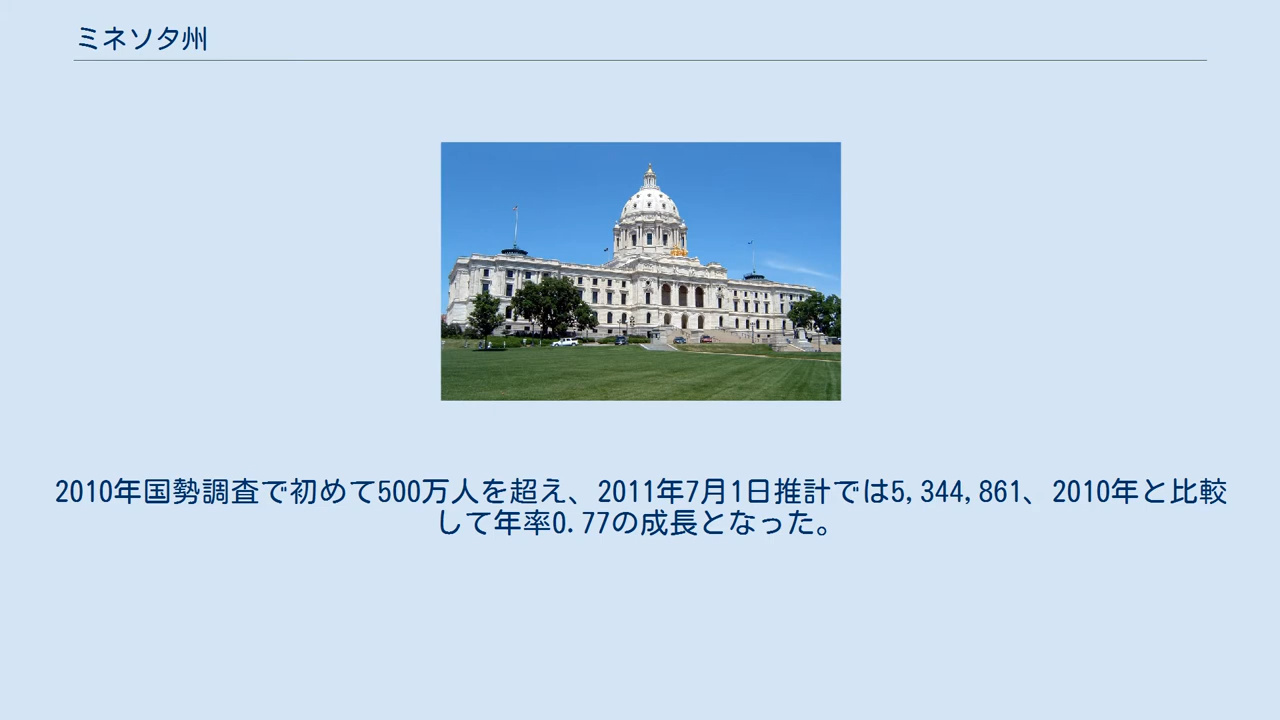 ミネソタ州
2010年国勢調査で初めて500万人を超え、2011年7月1日推計では5,344,861、2010年と比較
して年率0.77の成長となった。